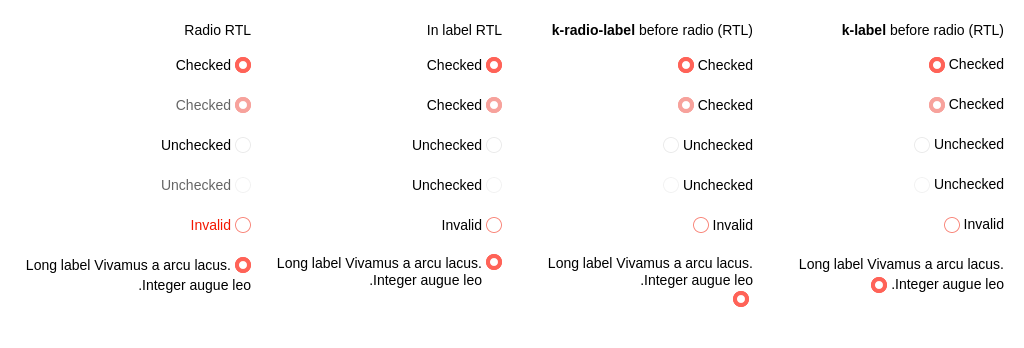 Radio RTL
Checked
Checked
Unchecked
Unchecked
Invalid
Long label Vivamus a arcu lacus.
.Integer augue leo
In label RTL
Checked
Checked
Unchecked
Unchecked
Invalid
Long label Vivamus a arcu lacus.
.Integer augue leo
k-radio-label before radio (RTL)
Checked
Checked
Unchecked
Unchecked
Invalid
Long label Vivamus a arcu lacus.
.Integer augue leo
k-label before radio (RTL)
Checked
Checked
Unchecked
Unchecked
Invalid
Long label Vivamus a arcu lacus.
.Integer augue leo